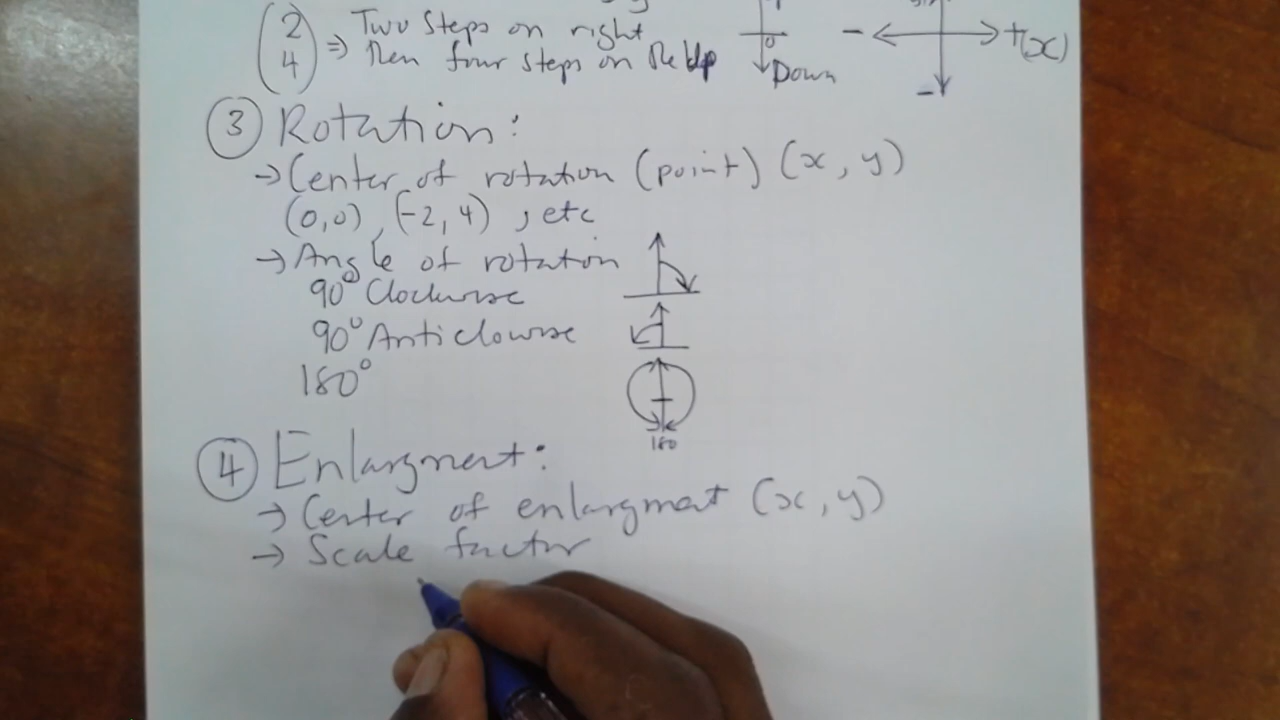 (2 4) ⇒ Two Steps on right
then four steps on the Up
0
Down
- +(x)
-
③ Rotation:
→ Center of rotation (point) (x, y)
(0,0), (-2, 4), etc
→ Angle of rotation
90° Clockwise
90° Anticlowise
180°
180
④ Enlargment:
→ Center of enlargment (x, y)
→ Scale factor